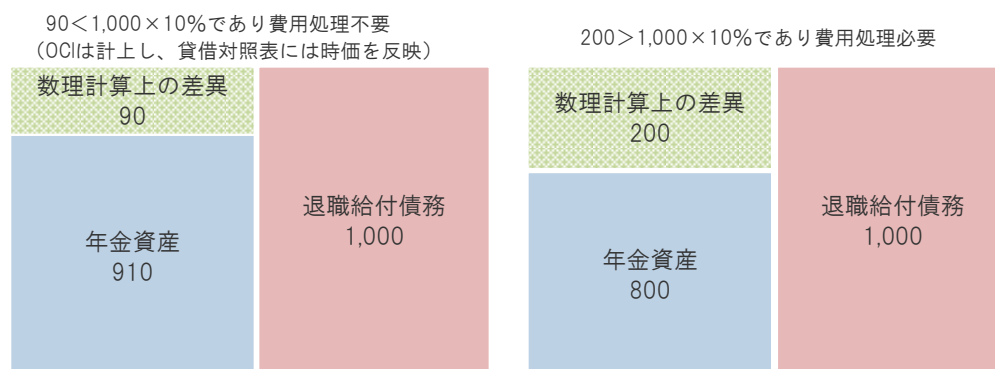 90＜1,000×10％であり費用処理不要
（OCIは計上し、貸借対照表には時価を反映）
数理計算上の差異
90
年金資産
910
退職給付債務
1,000
200＞1,000×10％であり費用処理必要
数理計算上の差異
200
年金資産
800
退職給付債務
1,000